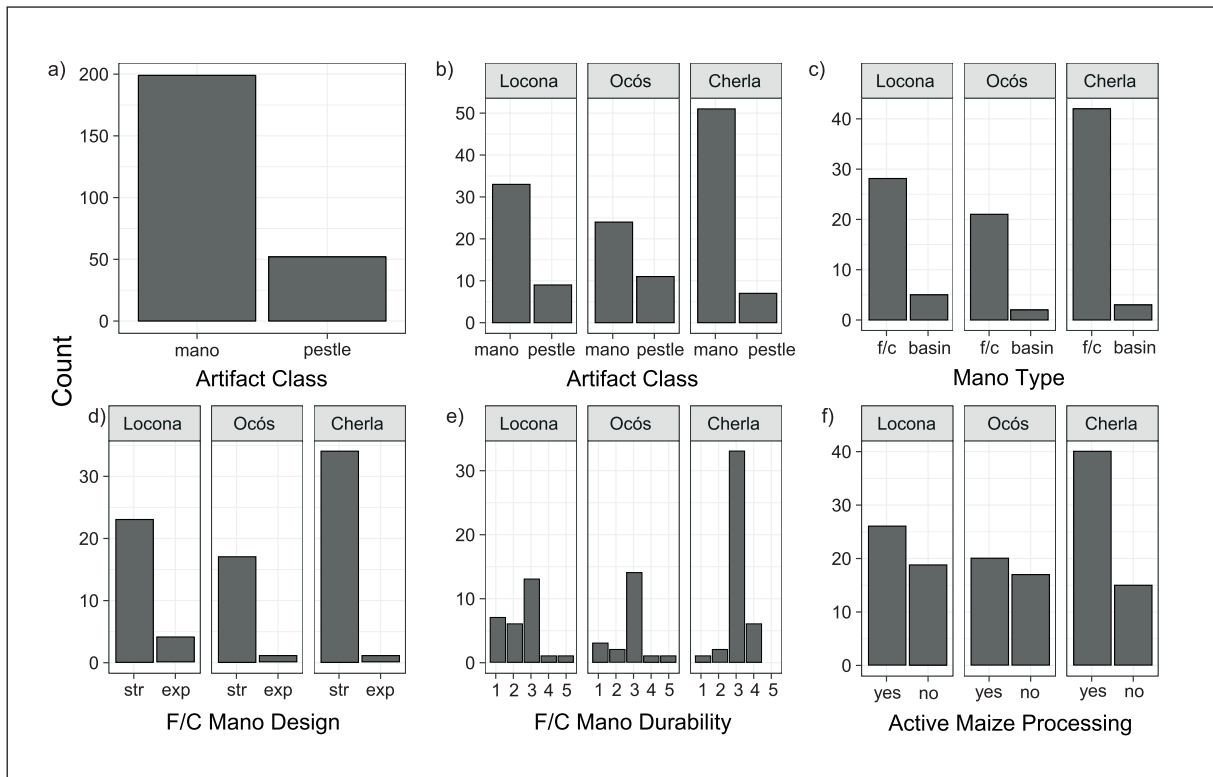 a)
200
150
100
50
0
mano pestle
Artifact Class
b)
Locona Ocós Cherla
50
40
30
20
10
0
mano pestle mano pestle mano pestle
Artifact Class
c)
Locona Ocós Cherla
40
30
20
10
0
f/c basin f/c basin f/c basin
Mano Type
Count
d)
Locona Ocós Cherla
30
20
10
0
str exp str exp str exp
F/C Mano Design
e)
Locona Ocós Cherla
30
20
10
0
1 2 3 4 5 1 2 3 4 5 1 2 3 4 5
F/C Mano Durability
f)
Locona Ocós Cherla
40
30
20
10
0
yes no yes no yes no
Active Maize Processing